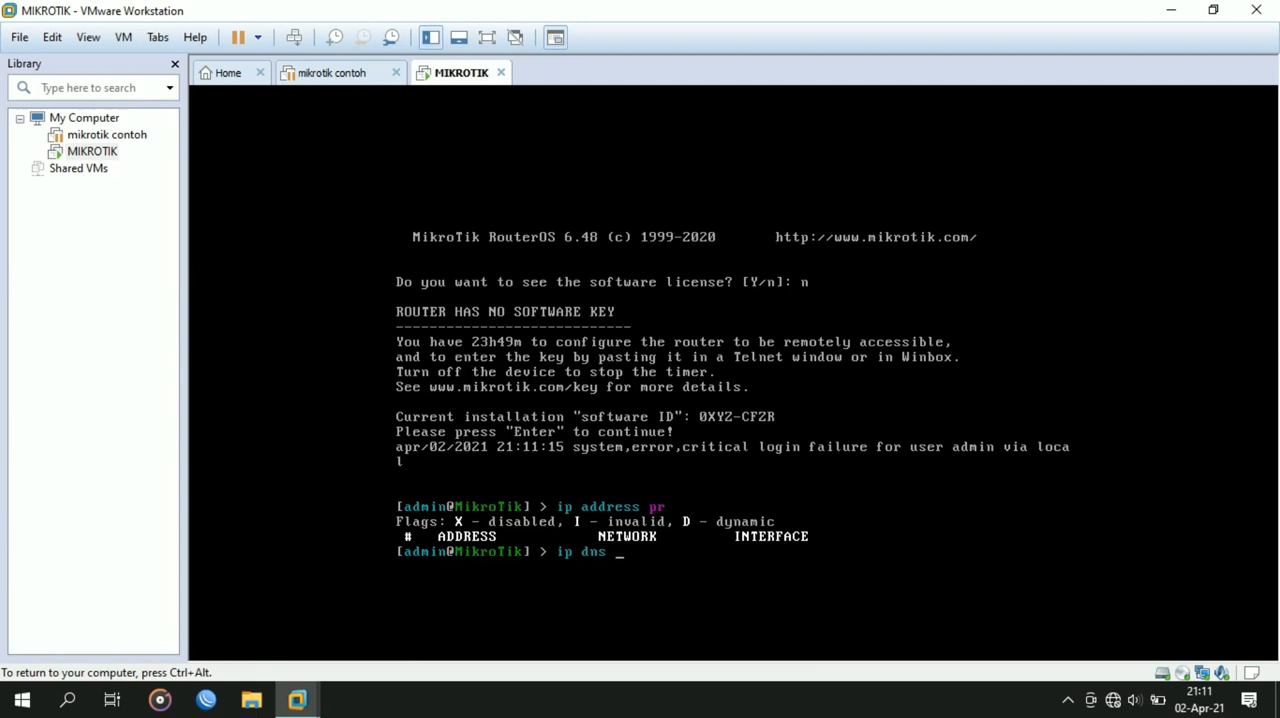 MIKROTIK - VMware Workstation
File Edit View VM Tabs Help
Library
Type here to search
My Computer
mikrotik contoh
MIKROTIK
Shared VMs
Home
mikrotik contoh
MIKROTIK
MikroTik RouterOS 6.48 (c) 1999-2020 http://www.mikrotik.com/
Do you want to see the software license? [Y/n]: n
ROUTER HAS NO SOFTWARE KEY
----------------------------
You have 23h49m to configure the router to be remotely accessible,
and to enter the key by pasting it in a Telnet window or in Winbox.
Turn off the device to stop the timer.
See www.mikrotik.com/key for more details.
Current installation "software ID": 0XYZ-CFZR
Please press "Enter" to continue!
apr/02/2021 21:11:15 system,error,critical login failure for user admin via loca
l
[admin@MikroTik] > ip address pr
Flags: X - disabled, I - invalid, D - dynamic
# ADDRESS NETWORK INTERFACE
[admin@MikroTik] > ip dns _
To return to your computer, press Ctrl+Alt.
21:11
02-Apr-21